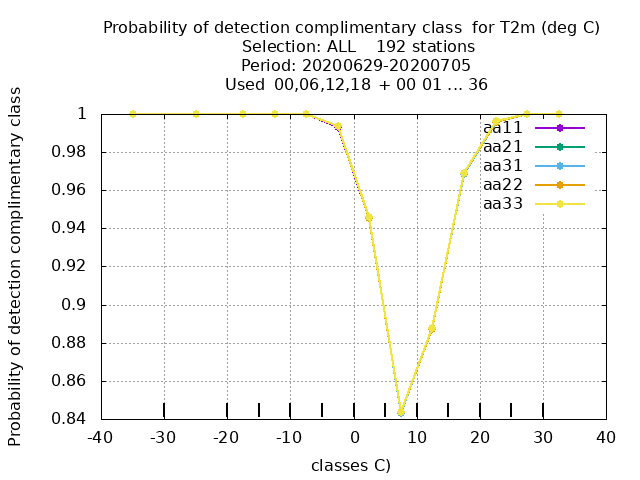 Probability of detection complimentary class  for T2m (deg C)
Selection: ALL    192 stations
Period: 20200629-20200705
Used  00,06,12,18  + 00 01 ... 36
Probability of detection complimentary class
1
0.98
0.96
0.94
0.92
0.9
0.88
0.86
0.84
aa11
aa21
aa31
aa22
aa33
-40 -30 -20 -10 0 10 20 30 40
classes C)